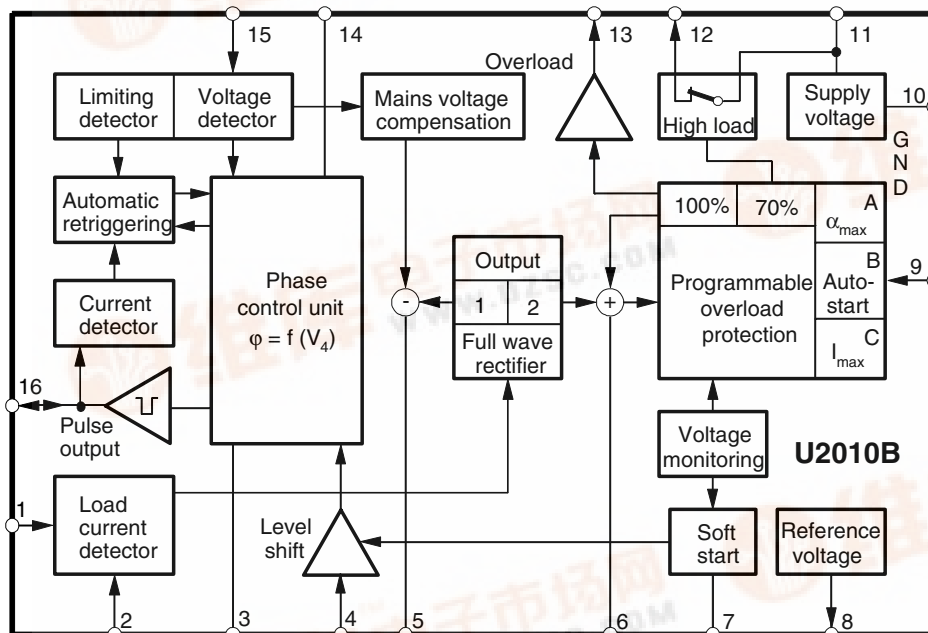 15
14
13
12
11
Overload
Limiting
detector
Voltage
detector
Mains voltage
compensation
High load
Supply
voltage
10
G
N
D
Automatic
retriggering
100%
70%
A
αmax
Phase
control unit
φ = f (V4)
Output
1
2
Full wave
rectifier
-
+
Programmable
overload
protection
B
Auto-
start
9
C
Imax
Current
detector
16
Pulse
output
Voltage
monitoring
U2010B
1
Load
current
detector
Level
shift
Soft
start
Reference
voltage
2
3
4
5
6
7
8
www.dzsc.com